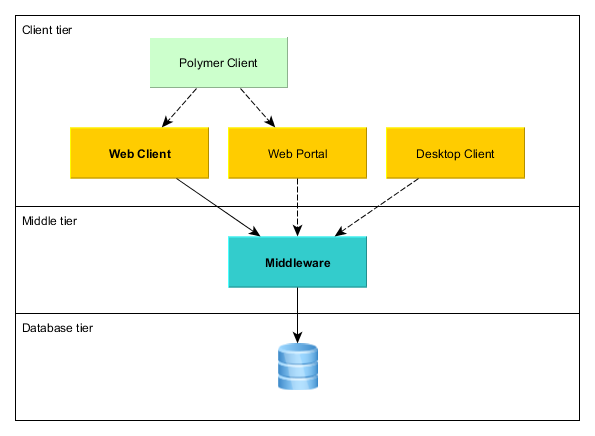 Client tier
Polymer Client
Web Client
Web Portal
Desktop Client
Middle tier
Middleware
Database tier